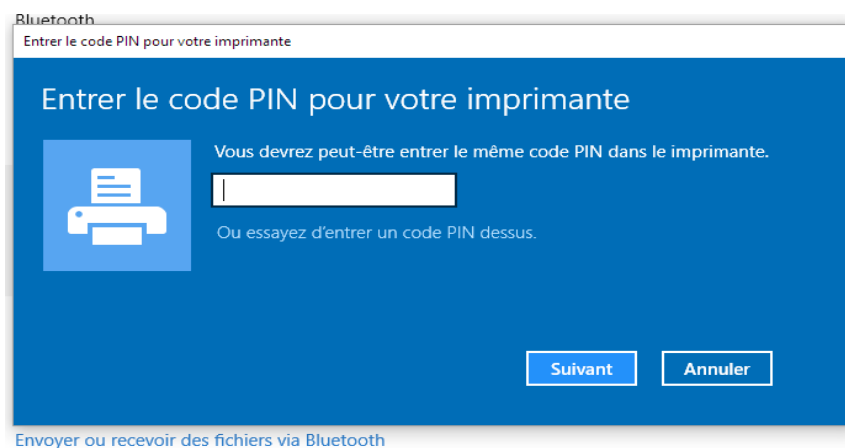 Bluetooth
Entrer le code PIN pour votre imprimante
Entrer le code PIN pour votre imprimante
Vous devrez peut-être entrer le même code PIN dans le imprimante.
Ou essayez d'entrer un code PIN dessus.
Suivant Annuler
Envoyer ou recevoir des fichiers via Bluetooth